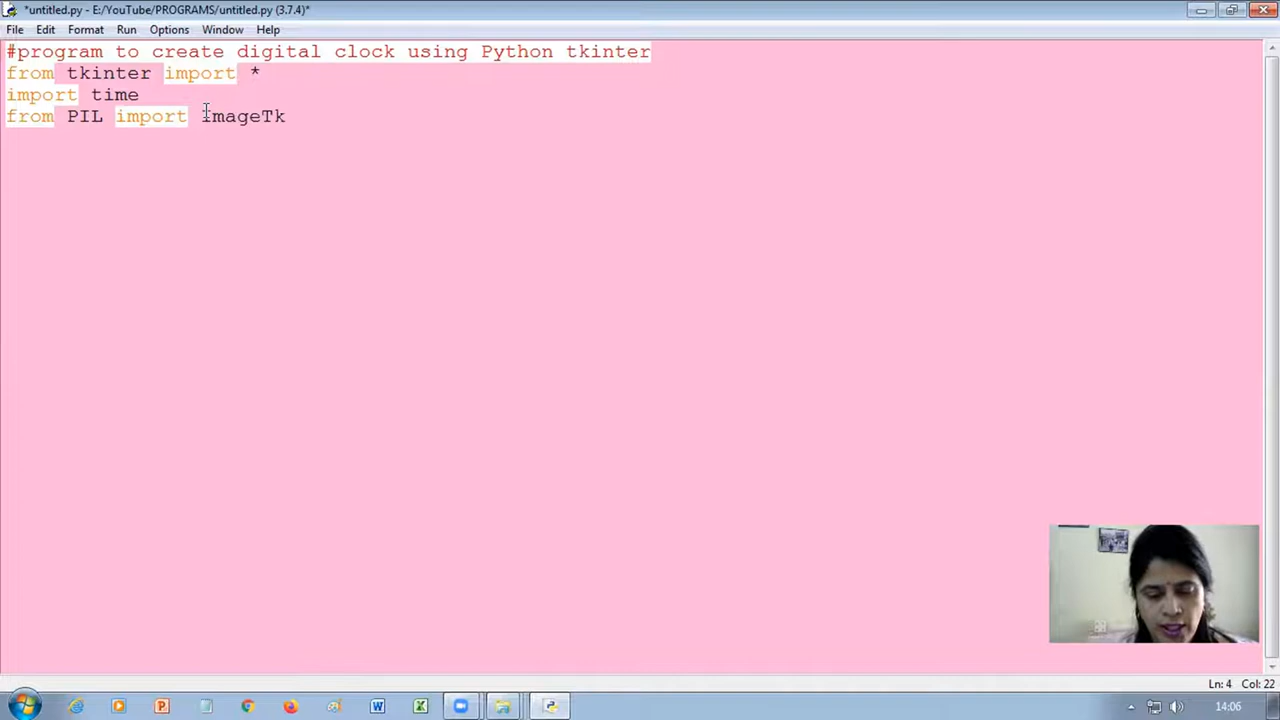 *untitled.py - E:/YouTube/PROGRAMS/untitled.py (3.7.4)*
File Edit Format Run Options Window Help
#program to create digital clock using Python tkinter
from tkinter import *
import time
from PIL import ImageTk
Ln: 4 Col: 22
14:06